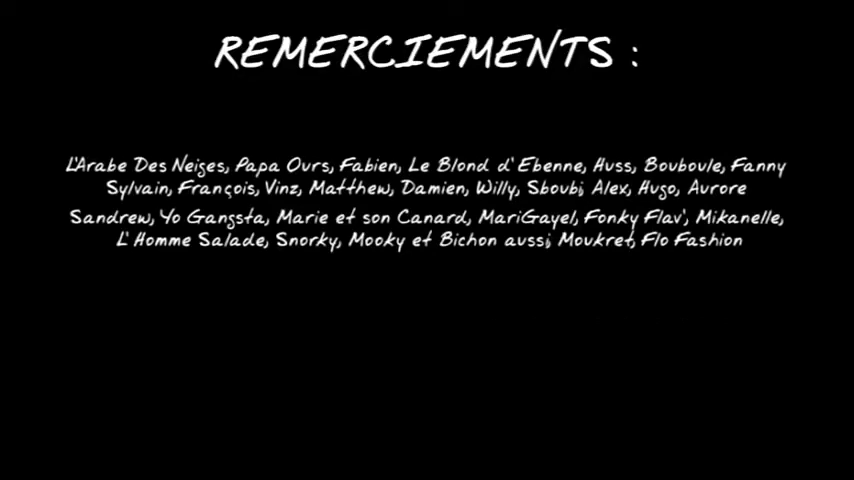 REMERCIEMENTS :
L'Arabe Des Neiges, Papa Ours, Fabien, Le Blond d'Ebenne, Huss, Bouboule, Fanny
Sylvain, François, Vinz, Matthew, Damien, Willy, Sboubi, Alex, Hugo, Aurore
Sandrew, Yo Gangsta, Marie et son Canard, MariGayel, Fonky Flav', Mikanelle,
L'Homme Salade, Snorky, Mooky et Bichon aussi, Moukret, Flo Fashion